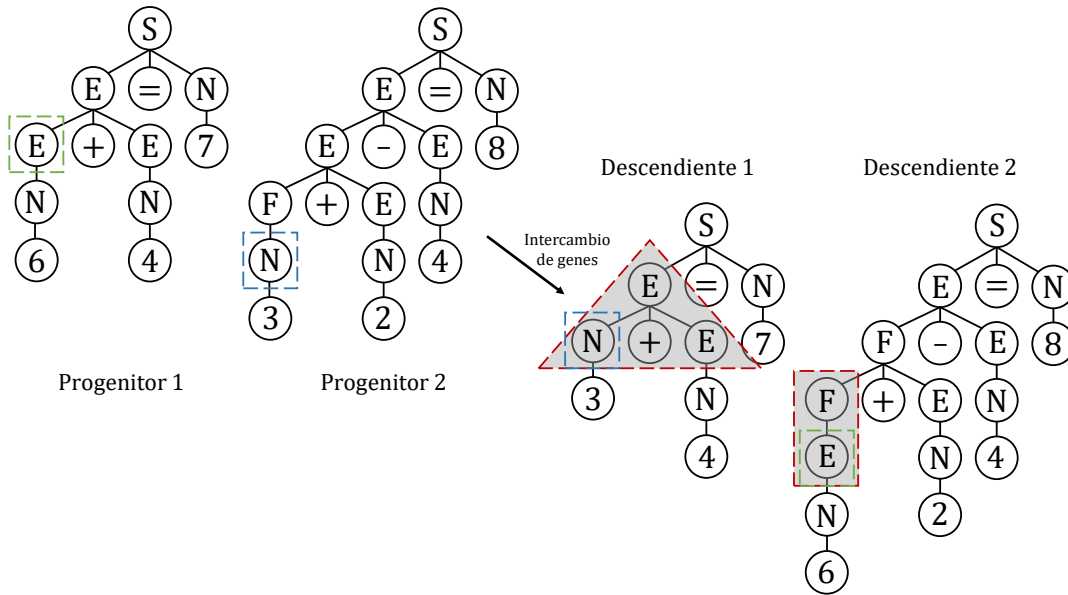 S
E = N
E + E 7
N N
6 4
Progenitor 1
S
E = N
E - E 8
F + E N
N N 4
3 2
Progenitor 2
Intercambio
de genes
Descendiente 1
S
E = N
N + E 7
3 N
4
Descendiente 2
S
E = N
F - E 8
F + E N
E N 4
N 2
6